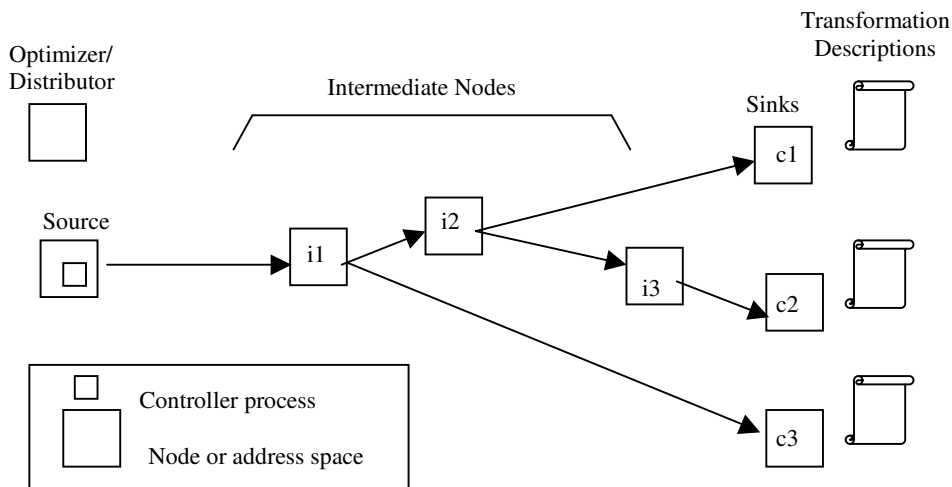 Transformation
Descriptions
Optimizer/
Distributor
Intermediate Nodes
Sinks
c1
Source
i1
i2
i3
c2
c3
Controller process
Node or address space